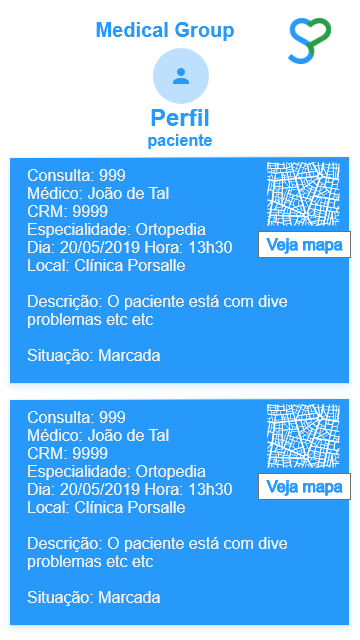 Medical Group
Perfil
paciente
Consulta: 999
Médico: João de Tal
CRM: 9999
Especialidade: Ortopedia
Dia: 20/05/2019 Hora: 13h30
Local: Clínica Porsalle
Veja mapa
Descrição: O paciente está com dive
problemas etc etc
Situação: Marcada
Consulta: 999
Médico: João de Tal
CRM: 9999
Especialidade: Ortopedia
Dia: 20/05/2019 Hora: 13h30
Local: Clínica Porsalle
Veja mapa
Descrição: O paciente está com dive
problemas etc etc
Situação: Marcada